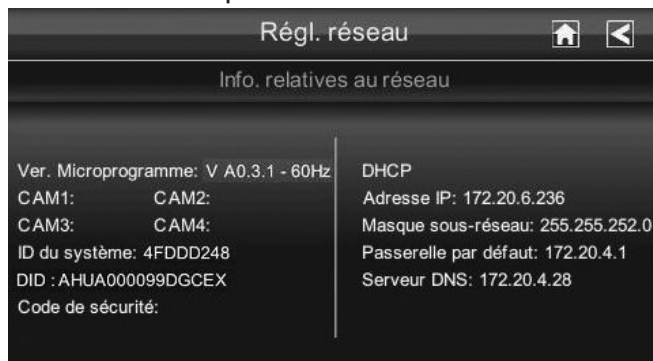 Régl. réseau
Info. relatives au réseau
Ver. Microprogramme: V A0.3.1 - 60Hz
CAM1: CAM2:
CAM3: CAM4:
ID du système: 4FDDD248
DID : AHUA000099DGCEX
Code de sécurité:
DHCP
Adresse IP: 172.20.6.236
Masque sous-réseau: 255.255.252.0
Passerelle par défaut: 172.20.4.1
Serveur DNS: 172.20.4.28